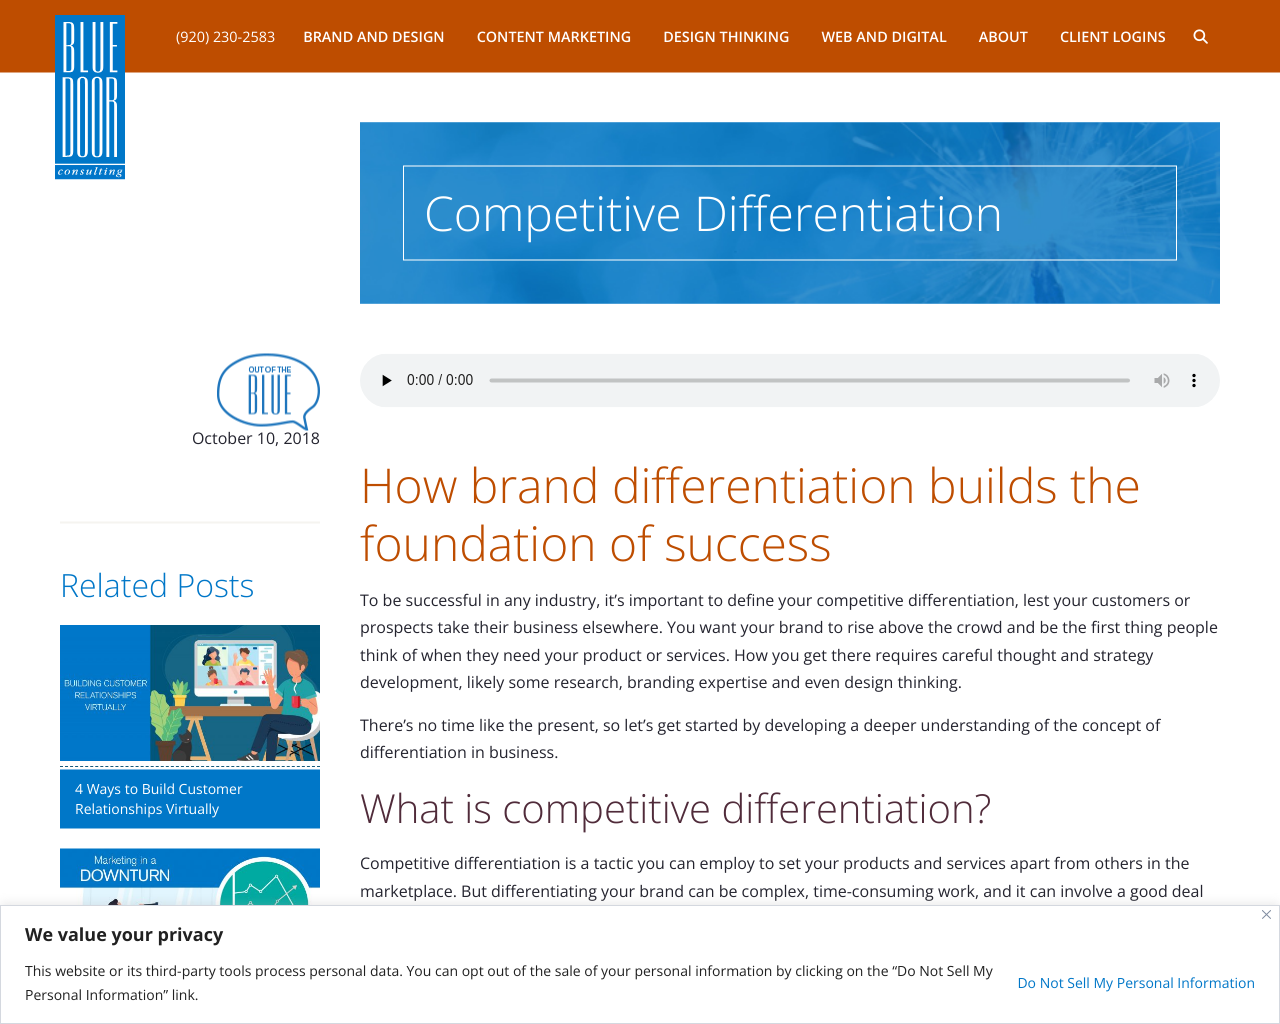 BLUE
DOOR
consulting
(920) 230-2583 BRAND AND DESIGN CONTENT MARKETING DESIGN THINKING WEB AND DIGITAL ABOUT CLIENT LOGINS
Competitive Differentiation
OUT OF THE
BLUE
October 10, 2018
0:00 / 0:00
How brand differentiation builds the
foundation of success
To be successful in any industry, it’s important to define your competitive differentiation, lest your customers or
prospects take their business elsewhere. You want your brand to rise above the crowd and be the first thing people
think of when they need your product or services. How you get there requires careful thought and strategy
development, likely some research, branding expertise and even design thinking.
There’s no time like the present, so let’s get started by developing a deeper understanding of the concept of
differentiation in business.
What is competitive differentiation?
Competitive differentiation is a tactic you can employ to set your products and services apart from others in the
marketplace. But differentiating your brand can be complex, time-consuming work, and it can involve a good deal
Related Posts
BUILDING CUSTOMER
RELATIONSHIPS
VIRTUALLY
4 Ways to Build Customer
Relationships Virtually
Marketing in a
DOWNTURN
We value your privacy
This website or its third-party tools process personal data. You can opt out of the sale of your personal information by clicking on the “Do Not Sell My
Personal Information” link.
Do Not Sell My Personal Information